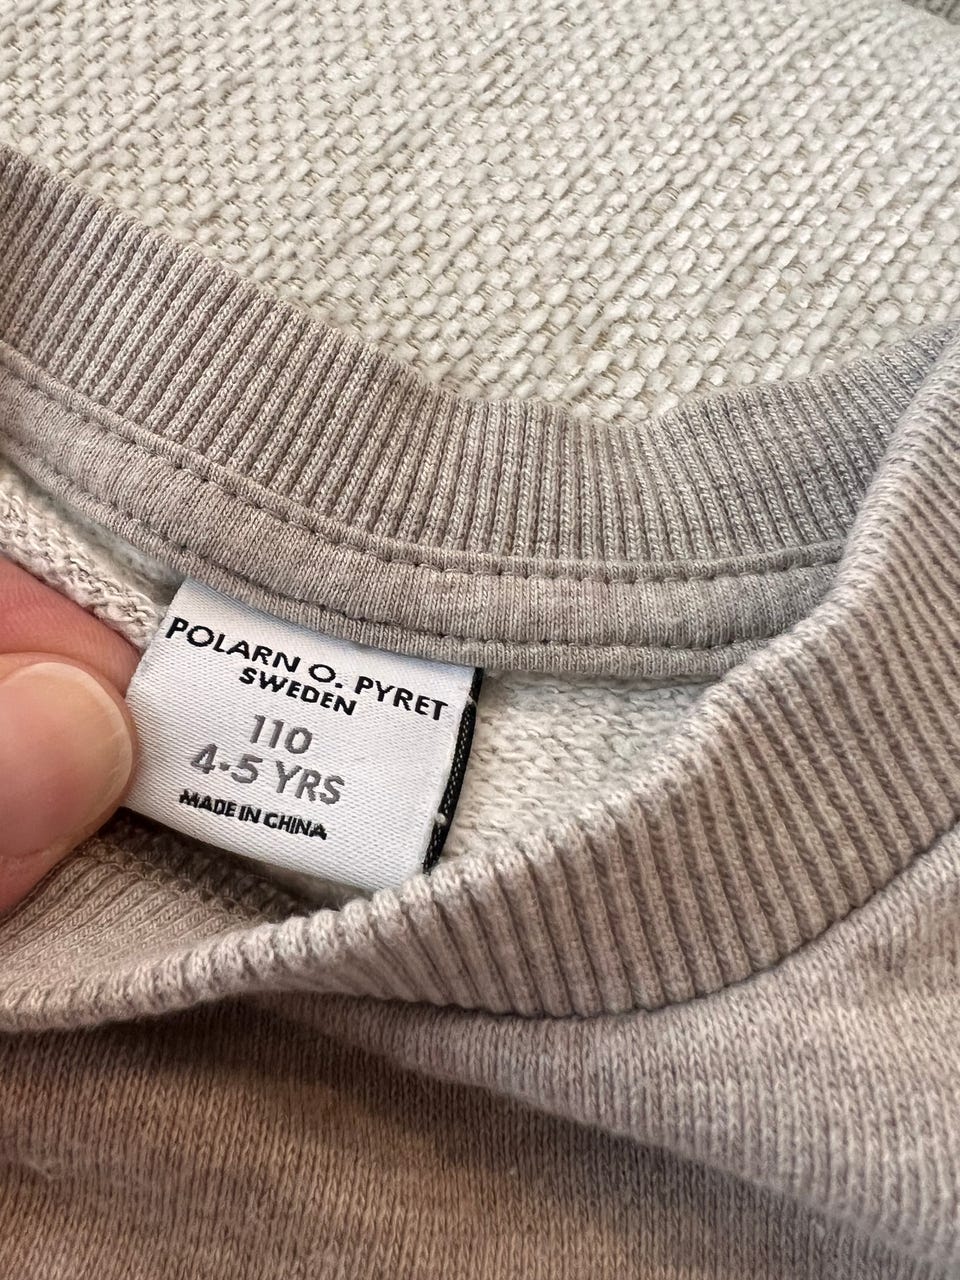 POLARN O. PYRET
SWEDEN
110
4-5 YRS
MADE IN CHINA